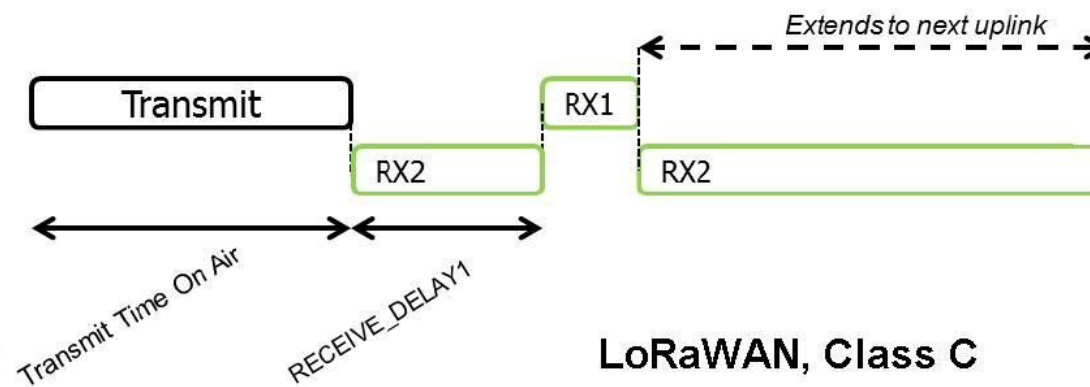 Extends to next uplink
Transmit
RX1
RX2
RX2
Transmit Time On Air
RECEIVE_DELAY1
LoRaWAN, Class C